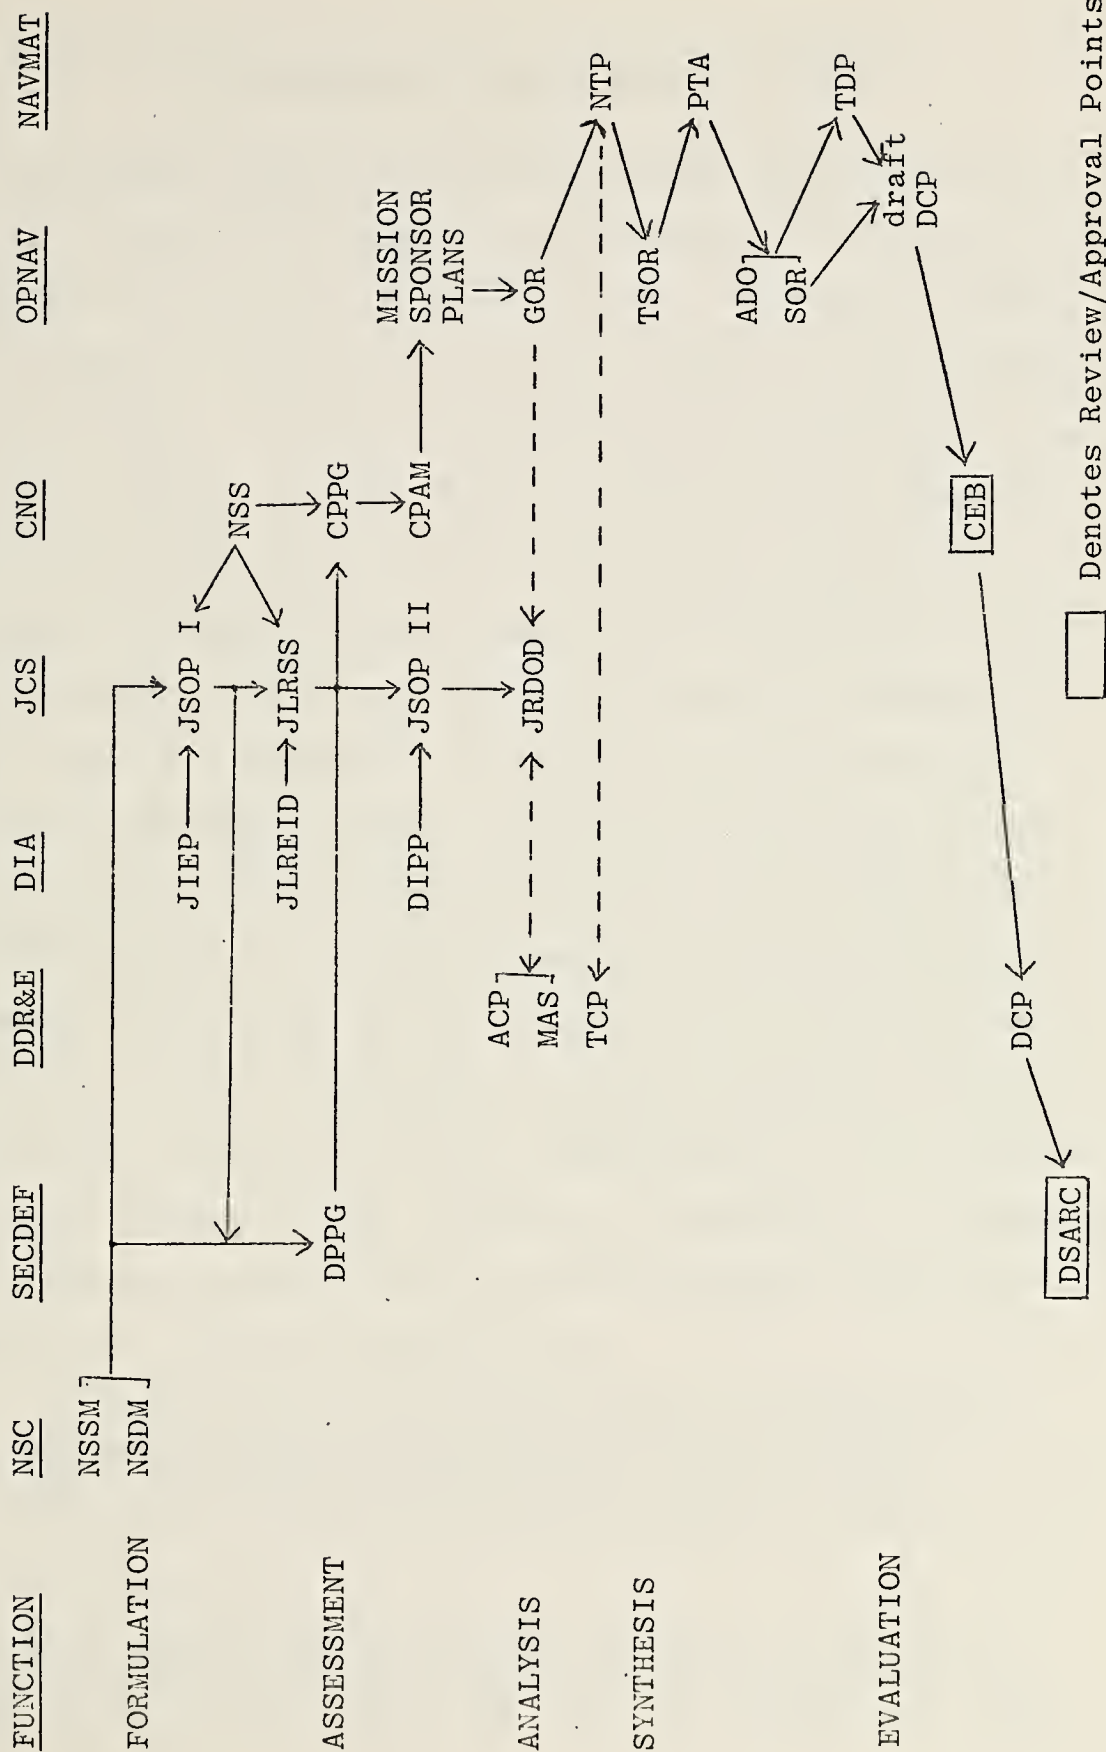 FUNCTION NSC SECDEF DDR&E DIA JCS CNO OPNAV NAVMAT
NSSM
FORMULATION NSDM
JIEP JSOP I
NSS
JLREID JLRSS
ASSESSMENT DPPG CPPG
MISSION
SPONSOR
PLANS
DIPP JSOP II CPAM
ACP
ANALYSIS JRDOD GOR
MAS
TCP NTP
SYNTHESIS TSOR
PTA
ADO
SOR
TDP
EVALUATION draft
DCP
CEB
DCP
DSARC
Denotes Review/Approval Points